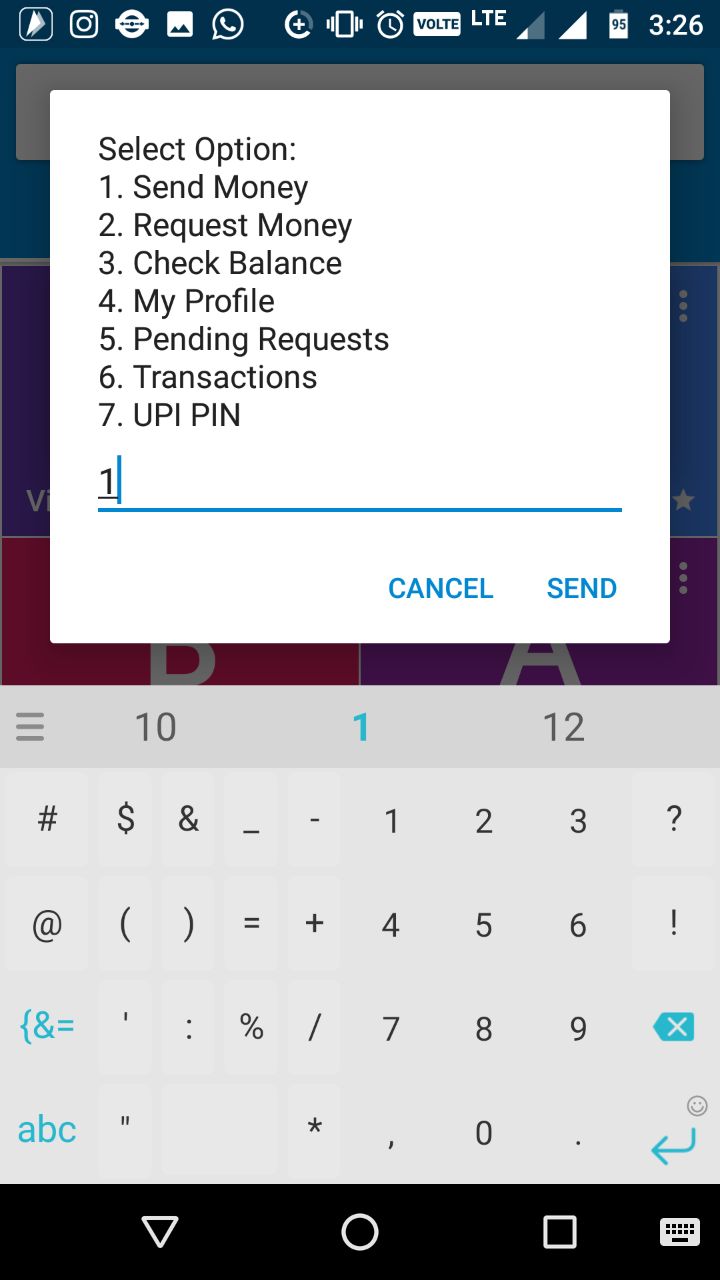 VOLTE LTE 95 3:26
Select Option:
1. Send Money
2. Request Money
3. Check Balance
4. My Profile
5. Pending Requests
6. Transactions
7. UPI PIN
1
Vi
CANCEL SEND
B A
10 1 12
# $ & _ - 1 2 3 ?
@ ( ) = + 4 5 6 !
{&= ' : % / 7 8 9
abc " * , 0 .